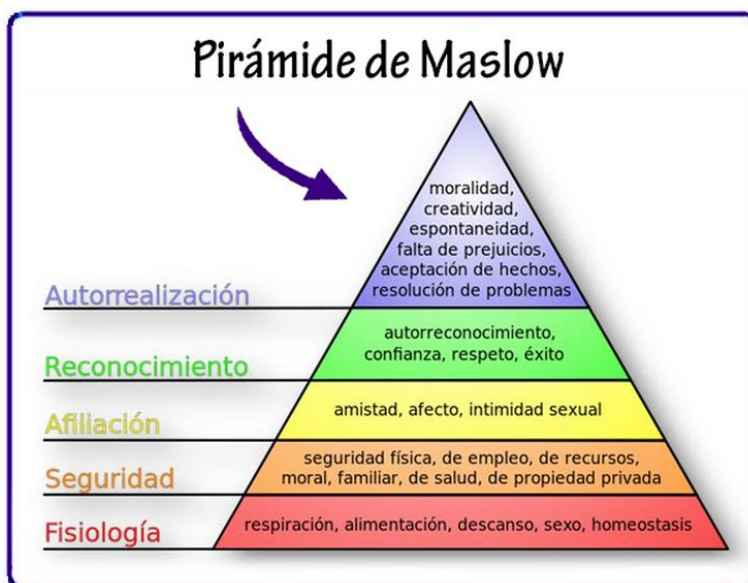 Pirámide de Maslow
moralidad,
creatividad,
espontaneidad,
falta de prejuicios,
aceptación de hechos,
resolución de problemas
Autorrealización
autorreconocimiento,
confianza, respeto, éxito
Reconocimiento
amistad, afecto, intimidad sexual
Afiliación
seguridad física, de empleo, de recursos,
moral, familiar, de salud, de propiedad privada
Seguridad
respiración, alimentación, descanso, sexo, homeostasis
Fisiología